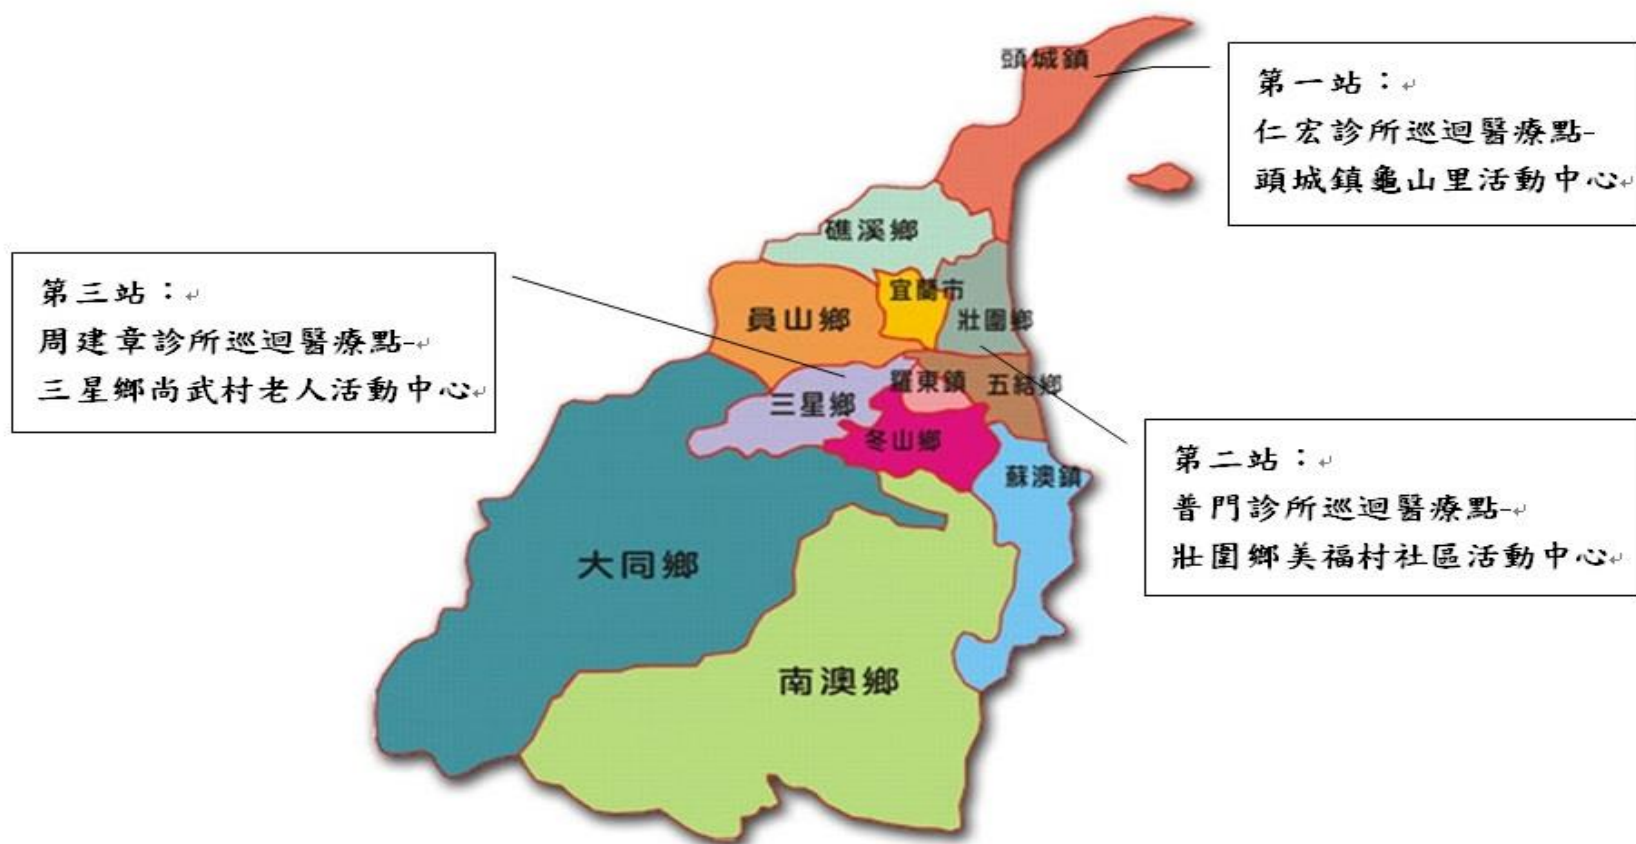 頭城鎮
第一站：
仁宏診所巡迴醫療點-
頭城鎮龜山里活動中心
礁溪鄉
宜蘭市
員山鄉
壯圍鄉
第三站：
周建章診所巡迴醫療點-
三星鄉尚武村老人活動中心
羅東鎮
五結鄉
三星鄉
冬山鄉
蘇澳鎮
第二站：
普門診所巡迴醫療點-
壯圍鄉美福村社區活動中心
大同鄉
南澳鄉